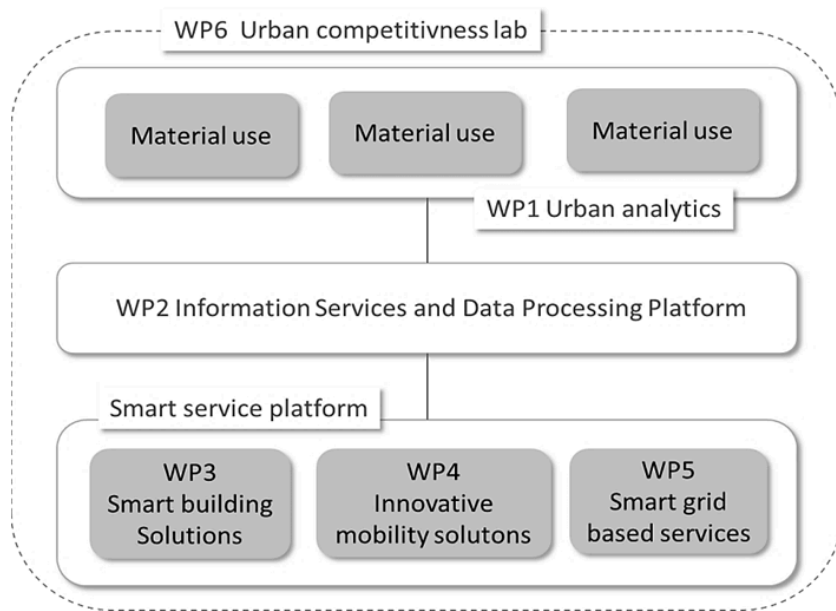 WP6 Urban competitivness lab
Material use
Material use
Material use
WP1 Urban analytics
WP2 Information Services and Data Processing Platform
Smart service platform
WP3
Smart building
Solutions
WP4
Innovative
mobility solutons
WP5
Smart grid
based services